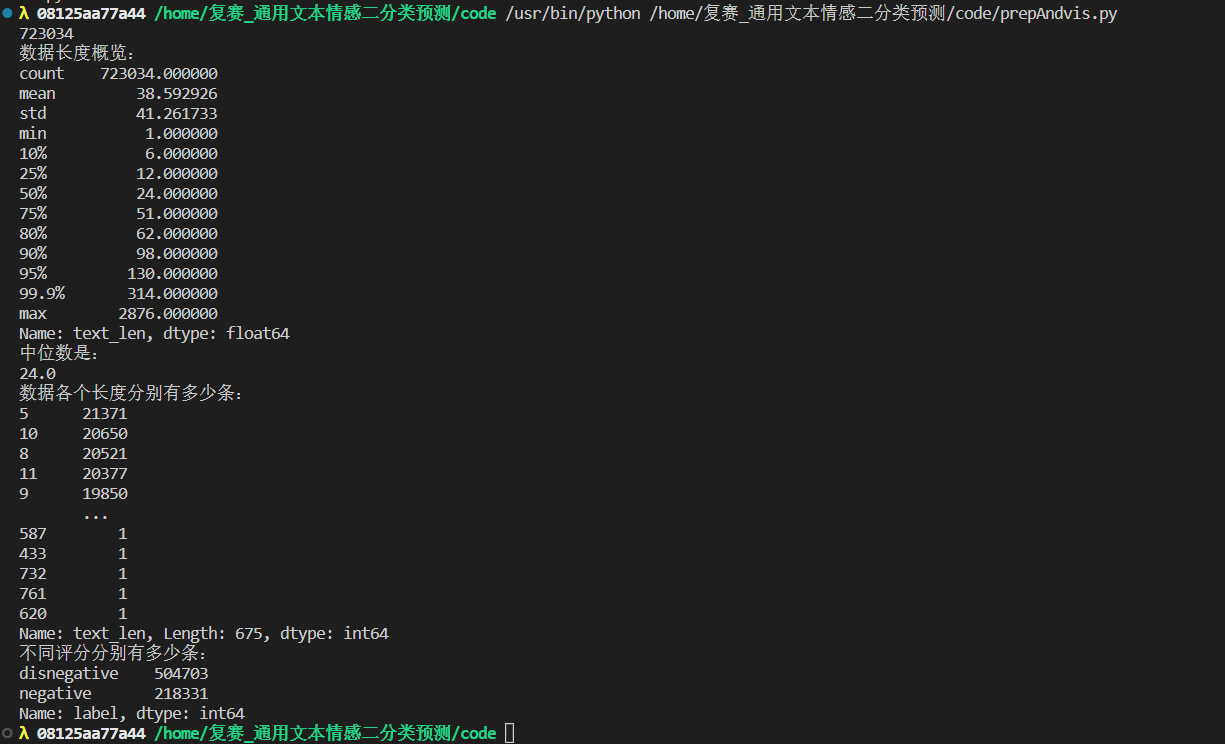 λ 08125aa77a44 /home/复赛_通用文本情感二分类预测/code /usr/bin/python /home/复赛_通用文本情感二分类预测/code/prepAndvis.py
723034
数据长度概览:
count    723034.000000
mean         38.592926
std          41.261733
min           1.000000
10%           6.000000
25%          12.000000
50%          24.000000
75%          51.000000
80%          62.000000
90%          98.000000
95%         130.000000
99.9%       314.000000
max        2876.000000
Name: text_len, dtype: float64
中位数是:
24.0
数据各个长度分别有多少条:
5      21371
10     20650
8      20521
11     20377
9      19850
       ...
587        1
433        1
732        1
761        1
620        1
Name: text_len, Length: 675, dtype: int64
不同评分分别有多少条:
disnegative    504703
negative       218331
Name: label, dtype: int64
λ 08125aa77a44 /home/复赛_通用文本情感二分类预测/code